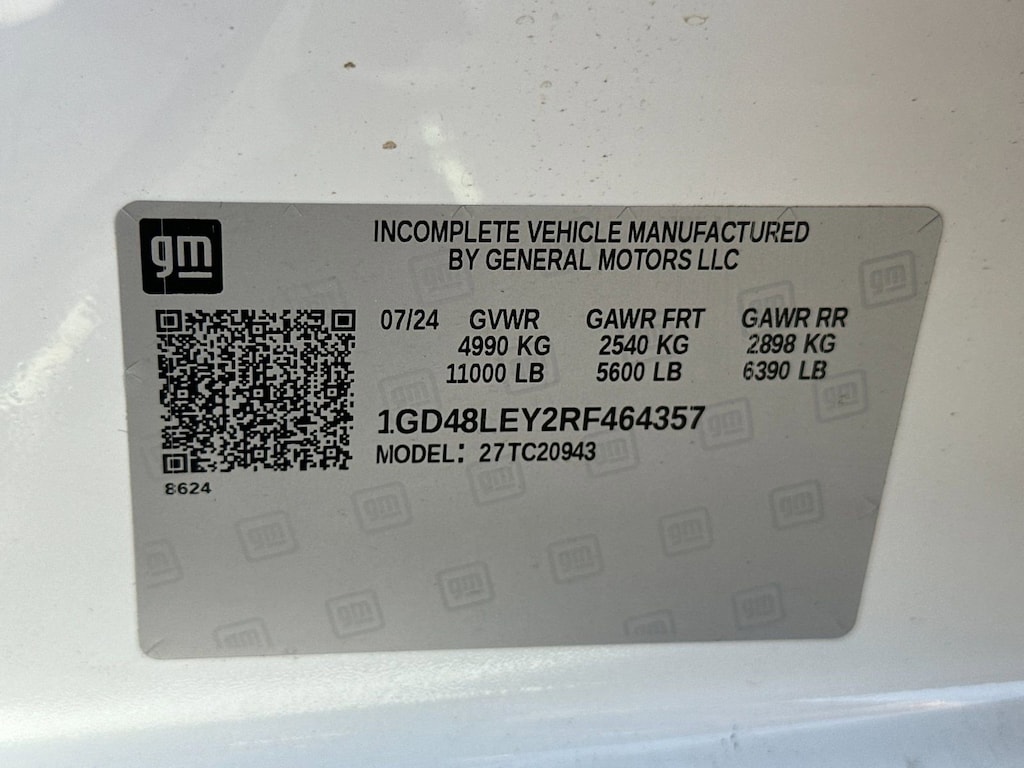 gm
INCOMPLETE VEHICLE MANUFACTURED
BY GENERAL MOTORS LLC
07/24 GVWR GAWR FRT GAWR RR
4990 KG 2540 KG 2898 KG
11000 LB 5600 LB 6390 LB
1GD48LEY2RF464357
MODEL: 27TC20943
8624